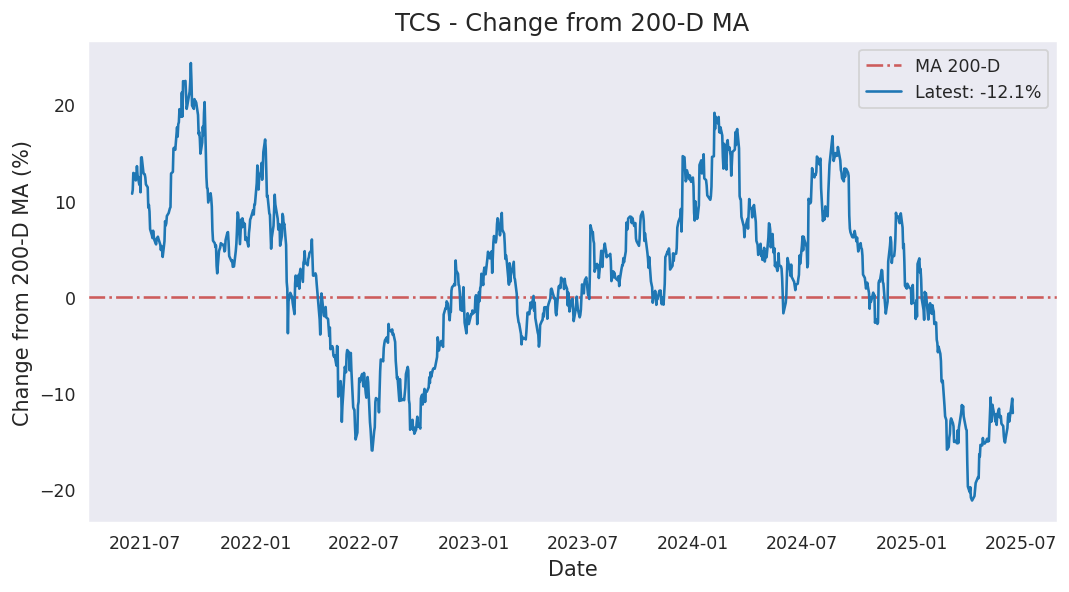 TCS - Change from 200-D MA
MA 200-D
Latest: -12.1%
Change from 200-D MA (%)
20
10
0
−10
−20
2021-07 2022-01 2022-07 2023-01 2023-07 2024-01 2024-07 2025-01 2025-07
Date